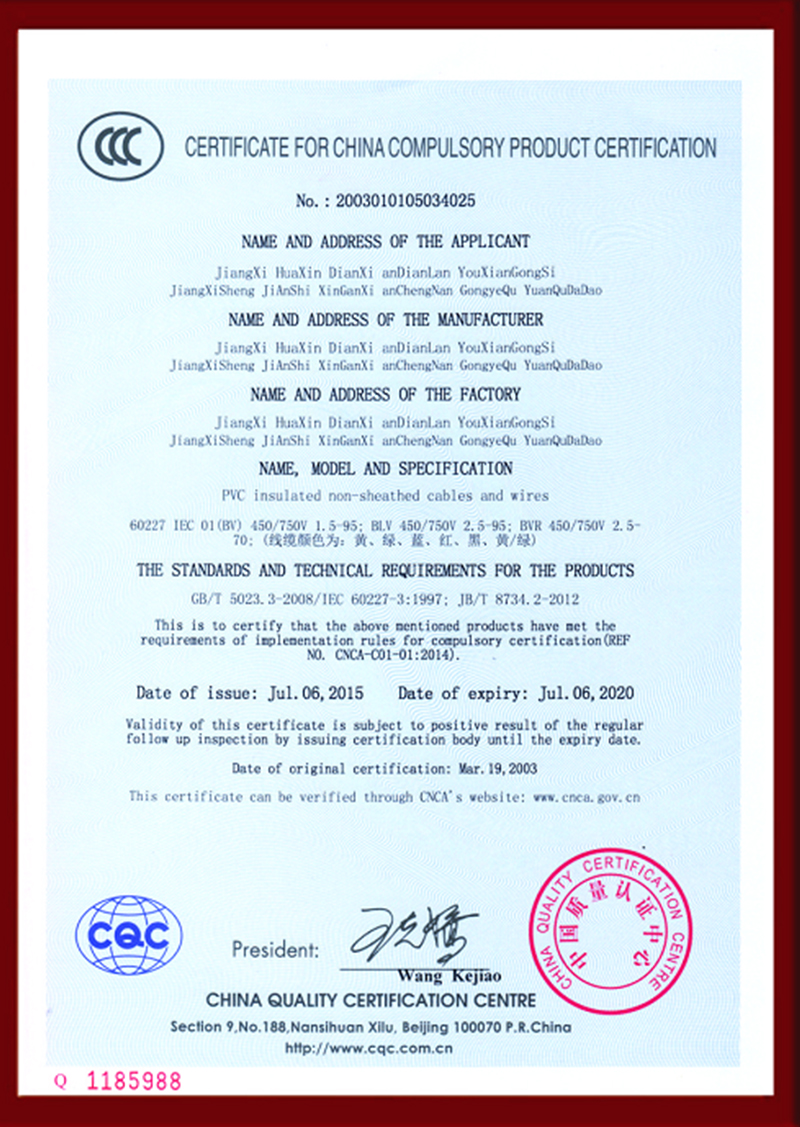 CCC
CERTIFICATE FOR CHINA COMPULSORY PRODUCT CERTIFICATION
No.: 2003010105034025
NAME AND ADDRESS OF THE APPLICANT
JiangXi HuaXin DianXi anDianLan YouXianGongSi
JiangXiSheng JiAnShi XinGanXi anChengNan GongyeQu YuanQuDaDao
NAME AND ADDRESS OF THE MANUFACTURER
JiangXi HuaXin DianXi anDianLan YouXianGongSi
JiangXiSheng JiAnShi XinGanXi anChengNan GongyeQu YuanQuDaDao
NAME AND ADDRESS OF THE FACTORY
JiangXi HuaXin DianXi anDianLan YouXianGongSi
JiangXiSheng JiAnShi XinGanXi anChengNan GongyeQu YuanQuDaDao
NAME, MODEL AND SPECIFICATION
PVC insulated non-sheathed cables and wires
60227 IEC 01(BV) 450/750V 1.5-95; BLV 450/750V 2.5-95; BVR 450/750V 2.5-
70; (线缆颜色为: 黄、绿、蓝、红、黑、黄/绿)
THE STANDARDS AND TECHNICAL REQUIREMENTS FOR THE PRODUCTS
GB/T 5023.3-2008/IEC 60227-3:1997; JB/T 8734.2-2012
This is to certify that the above mentioned products have met the
requirements of implementation rules for compulsory certification(REF
NO. CNCA-C01-01:2014).
Date of issue: Jul.06,2015 Date of expiry: Jul.06,2020
Validity of this certificate is subject to positive result of the regular
follow up inspection by issuing certification body until the expiry date.
Date of original certification: Mar.19,2003
This certificate can be verified through CNCA's website: www.cnca.gov.cn
CQC
President:
王克娇
Wang Kejiao
CHINA QUALITY CERTIFICATION CENTRE
中国质量认证中心
CHINA QUALITY CERTIFICATION CENTRE
Section 9,No.188,Nansihuan Xilu, Beijing 100070 P.R.China
http://www.cqc.com.cn
Q 1185988